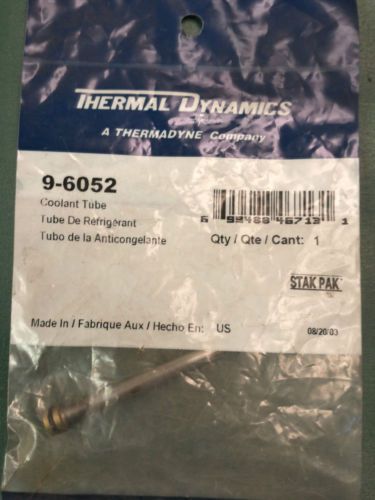 THERMAL DYNAMICS
A THERMADYNE Company
9-6052
Coolant Tube
Tube De Réfrigérant
Tubo de la Anticongelante
Qty / Qte / Cant: 1
STAK PAK
Made In / Fabrique Aux / Hecho En: US
08/20/03